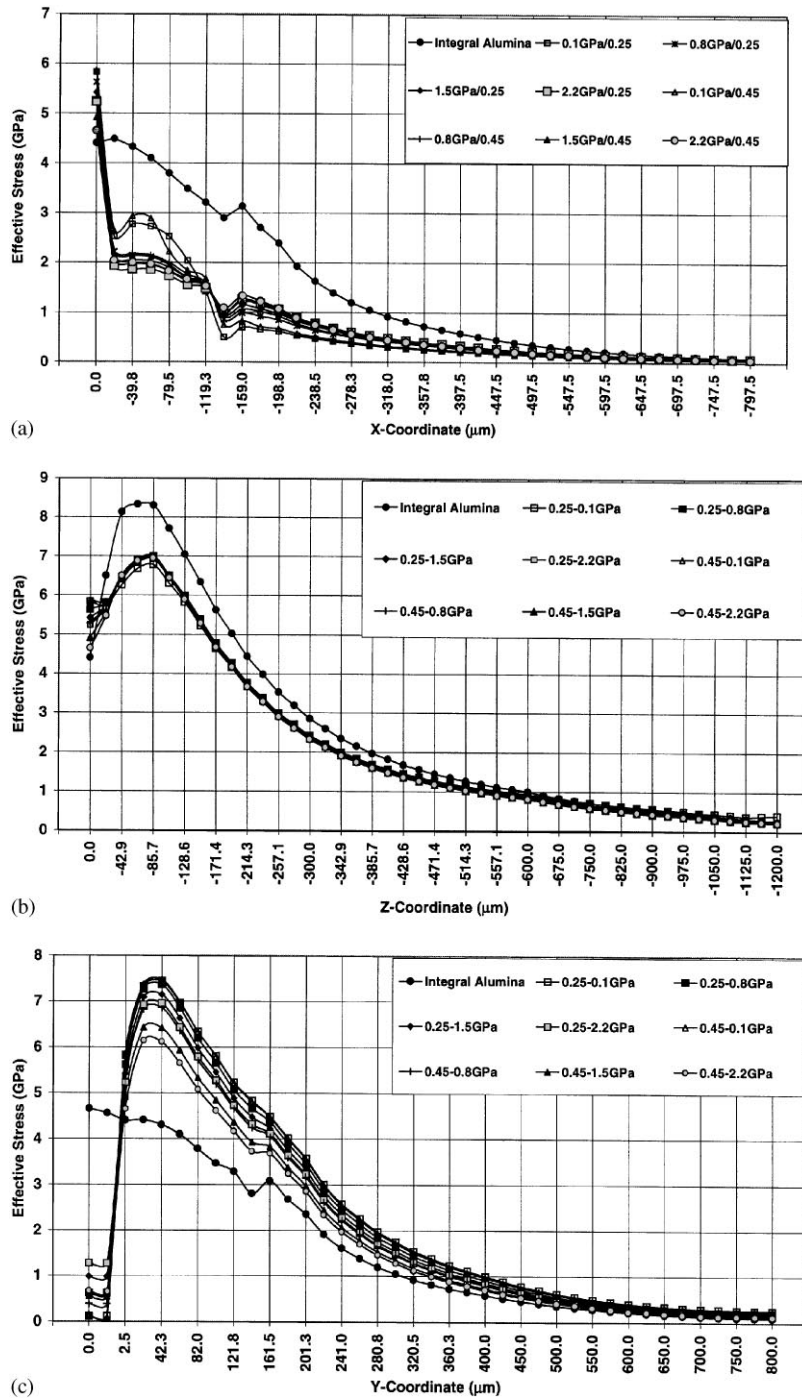 7
6
5
4
3
2
1
0
Effective Stress (GPa)
Integral Alumina 0.1GPa/0.25 0.8GPa/0.25
1.5GPa/0.25 2.2GPa/0.25 0.1GPa/0.45
0.8GPa/0.45 1.5GPa/0.45 2.2GPa/0.45
0.0 -39.8 -79.5 -119.3 -159.0 -198.8 -238.5 -278.3 -318.0 -357.8 -397.5 -447.5 -497.5 -547.5 -597.5 -647.5 -697.5 -747.5 -797.5
X-Coordinate (µm)
(a)
9
8
7
6
5
4
3
2
1
0
Effective Stress (GPa)
Integral Alumina 0.25-0.1GPa 0.25-0.8GPa
0.25-1.5GPa 0.25-2.2GPa 0.45-0.1GPa
0.45-0.8GPa 0.45-1.5GPa 0.45-2.2GPa
0.0 -42.9 -85.7 -128.6 -171.4 -214.3 -257.1 -300.0 -342.9 -385.7 -428.6 -471.4 -514.3 -557.1 -600.0 -675.0 -750.0 -825.0 -900.0 -975.0 -1050.0 -1125.0 -1200.0
Z-Coordinate (µm)
(b)
8
7
6
5
4
3
2
1
0
Effective Stress (GPa)
Integral Alumina 0.25-0.1GPa 0.25-0.8GPa
0.25-1.5GPa 0.25-2.2GPa 0.45-0.1GPa
0.45-0.8GPa 0.45-1.5GPa 0.45-2.2GPa
0.0 2.5 42.3 82.0 121.8 161.5 201.3 241.0 280.8 320.5 360.3 400.0 450.0 500.0 550.0 600.0 650.0 700.0 750.0 800.0
Y-Coordinate (µm)
(c)